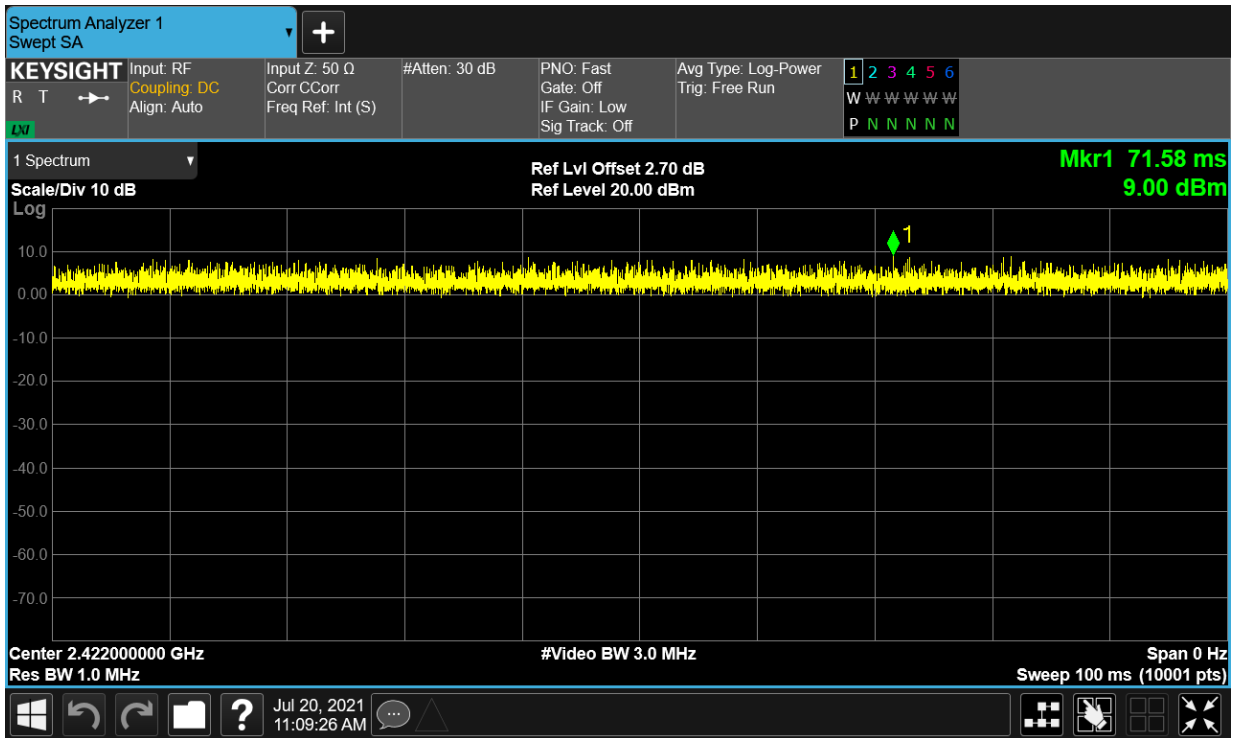 Spectrum Analyzer 1
Swept SA
KEYSIGHT
R T
LXI
Input: RF
Coupling: DC
Align: Auto
Input Z: 50 Ω
Corr CCorr
Freq Ref: Int (S)
#Atten: 30 dB
PNO: Fast
Gate: Off
IF Gain: Low
Sig Track: Off
Avg Type: Log-Power
Trig: Free Run
1 2 3 4 5 6
W W W W W W
P N N N N N
1 Spectrum
Scale/Div 10 dB
Log
Ref Lvl Offset 2.70 dB
Ref Level 20.00 dBm
Mkr1 71.58 ms
9.00 dBm
1
10.0
0.00
-10.0
-20.0
-30.0
-40.0
-50.0
-60.0
-70.0
Center 2.422000000 GHz
Res BW 1.0 MHz
#Video BW 3.0 MHz
Span 0 Hz
Sweep 100 ms (10001 pts)
?
Jul 20, 2021
11:09:26 AM